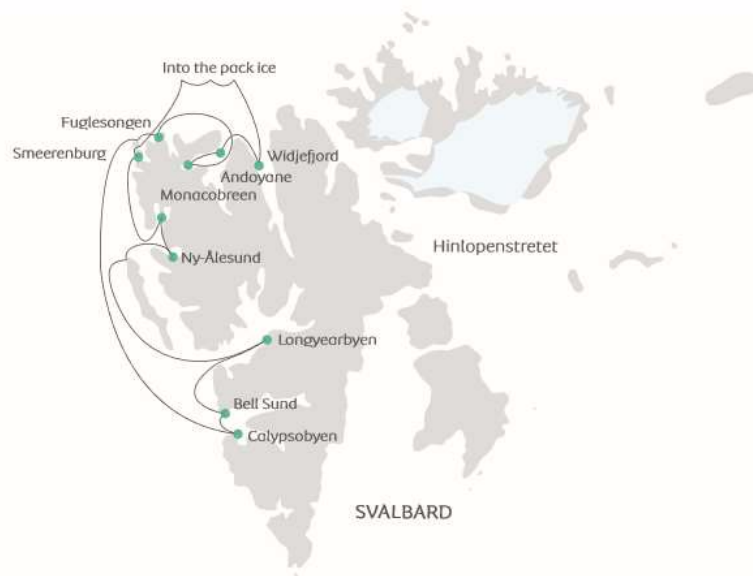 Into the pack ice
Fuglesongen
Smeerenburg
Widjefjord
Andoyane
Monacobreen
Hinlopenstretet
Ny-Ålesund
Longyearbyen
Bell Sund
Calypsobyen
SVALBARD